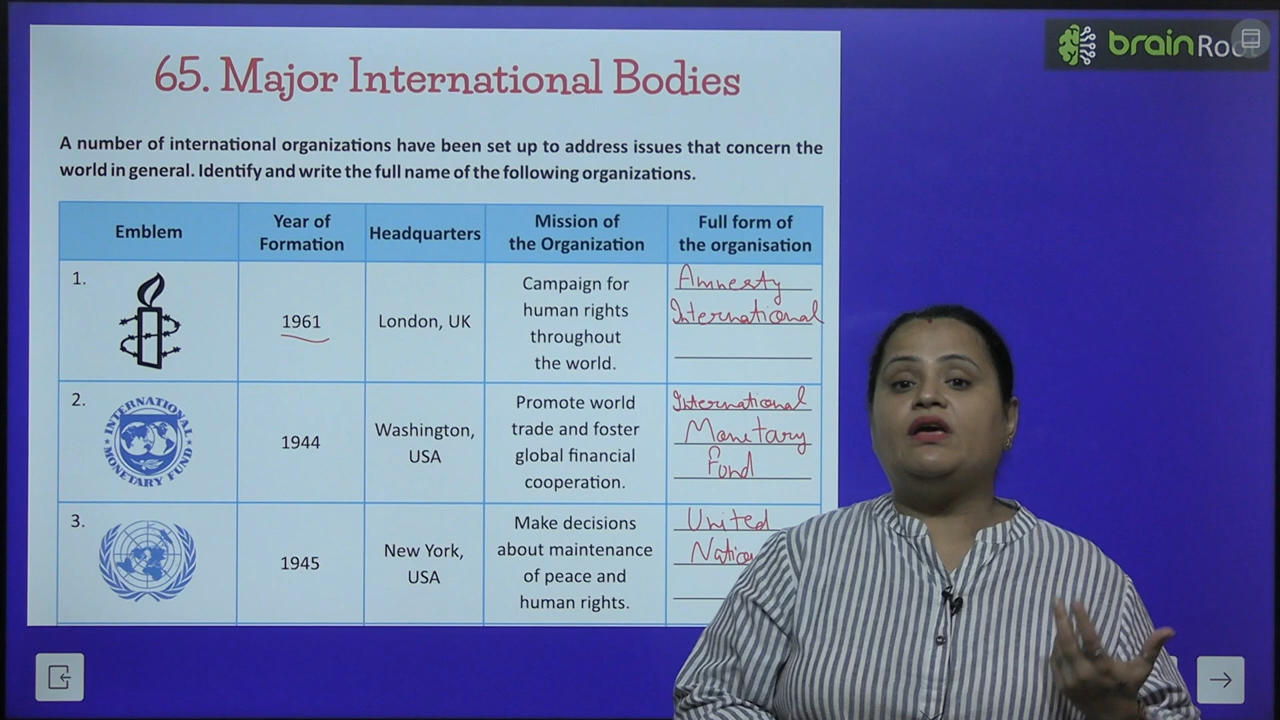 brainRoot
65. Major International Bodies
A number of international organizations have been set up to address issues that concern the
world in general. Identify and write the full name of the following organizations.
Emblem
Year of
Formation
Headquarters
Mission of
the Organization
Full form of
the organisation
1.
1961
London, UK
Campaign for
human rights
throughout
the world.
Amnesty
International
2.
INTERNATIONAL
MONETARY FUND
1944
Washington,
USA
Promote world
trade and foster
global financial
cooperation.
International
Monetary
Fund
3.
1945
New York,
USA
Make decisions
about maintenance
of peace and
human rights.
United